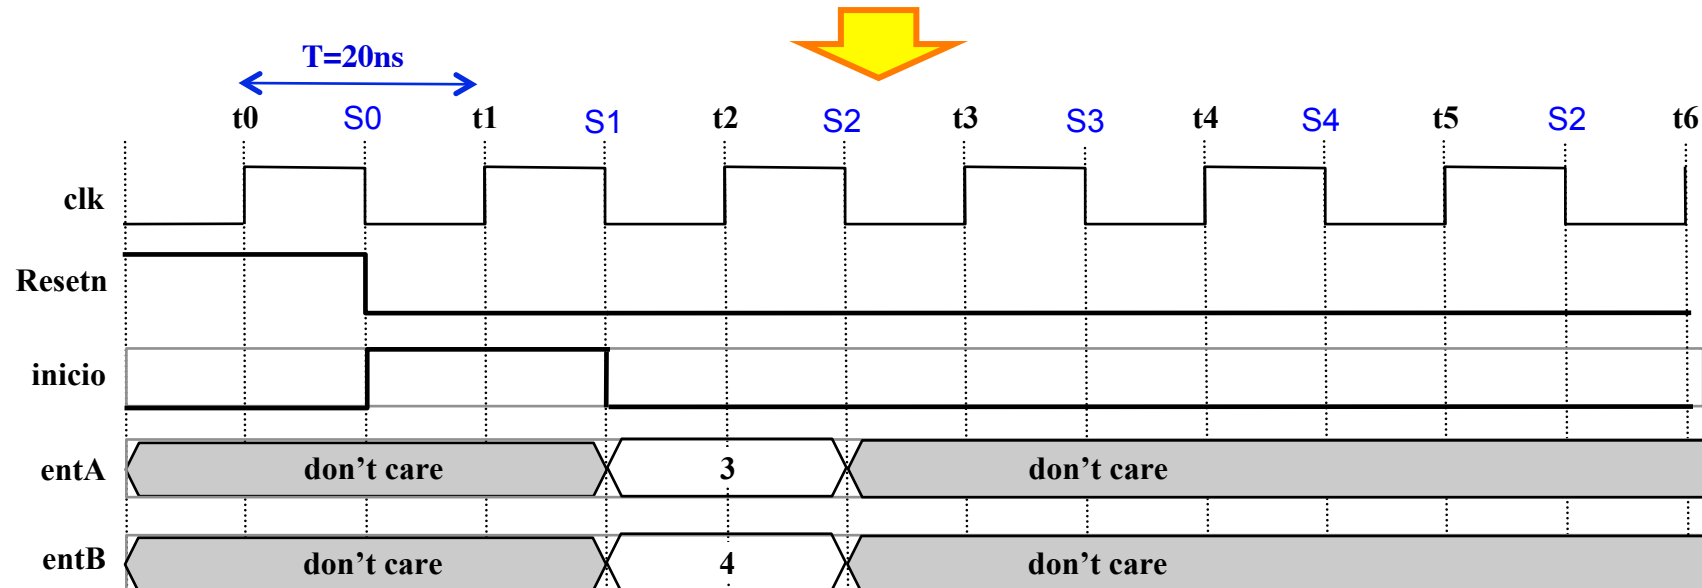 T=20ns
t0 S0 t1 S1 t2 S2 t3 S3 t4 S4 t5 S2 t6
clk
Resetn
inicio
entA don't care 3 don't care
entB don't care 4 don't care